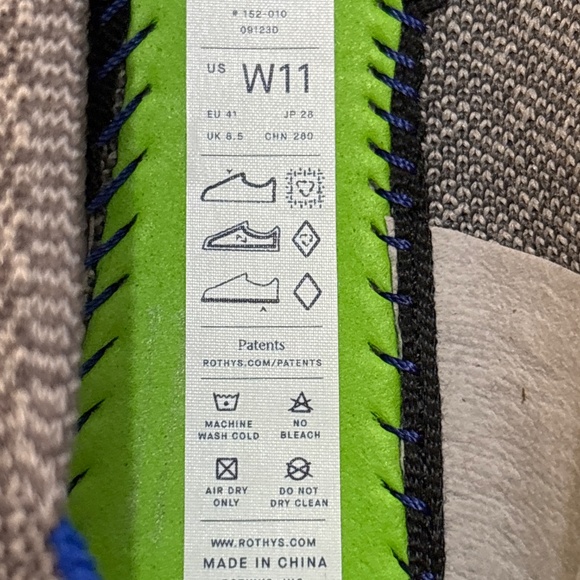 # 152-010
09123D
US W11
EU 41 JP 28
UK 8.5 CHN 280
Patents
ROTHYS.COM/PATENTS
MACHINE WASH COLD
NO BLEACH
AIR DRY ONLY
DO NOT DRY CLEAN
WWW.ROTHYS.COM
MADE IN CHINA